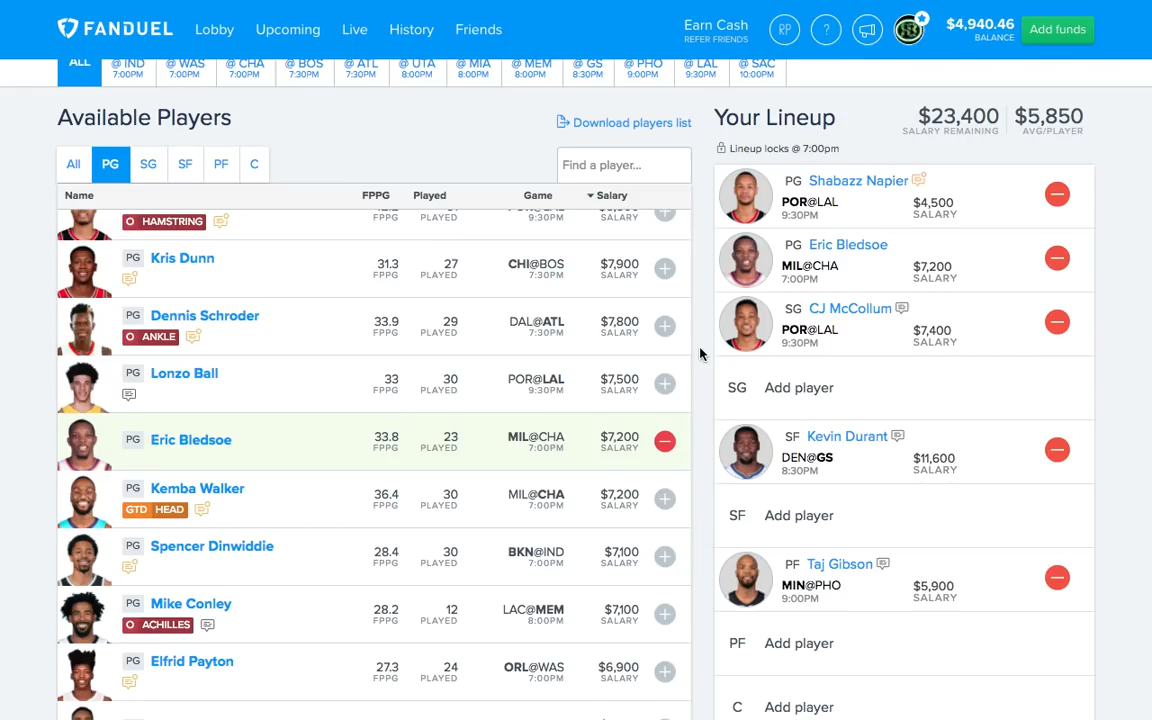 FANDUEL
Lobby
Upcoming
Live
History
Friends
Earn Cash
REFER FRIENDS
RP
?
$4,940.46
BALANCE
Add funds
ALL
@ IND
7:00PM
@ WAS
7:00PM
@ CHA
7:00PM
@ BOS
7:30PM
@ ATL
7:30PM
@ UTA
8:00PM
@ MIA
8:00PM
@ MEM
8:00PM
@ GS
8:30PM
@ PHO
9:00PM
@ LAL
9:30PM
@ SAC
10:00PM
Available Players
Download players list
All
PG
SG
SF
PF
C
Find a player...
Name
FPPG
Played
Game
Salary
O HAMSTRING
FPPG
PLAYED
9:30PM
SALARY
PG Kris Dunn
31.3
FPPG
27
PLAYED
CHI@BOS
7:30PM
$7,900
SALARY
PG Dennis Schroder
O ANKLE
33.9
FPPG
29
PLAYED
DAL@ATL
7:30PM
$7,800
SALARY
PG Lonzo Ball
33
FPPG
30
PLAYED
POR@LAL
9:30PM
$7,500
SALARY
PG Eric Bledsoe
33.8
FPPG
23
PLAYED
MIL@CHA
7:00PM
$7,200
SALARY
PG Kemba Walker
GTD HEAD
36.4
FPPG
30
PLAYED
MIL@CHA
7:00PM
$7,200
SALARY
PG Spencer Dinwiddie
28.4
FPPG
30
PLAYED
BKN@IND
7:00PM
$7,100
SALARY
PG Mike Conley
O ACHILLES
28.2
FPPG
12
PLAYED
LAC@MEM
8:00PM
$7,100
SALARY
PG Elfrid Payton
27.3
FPPG
24
PLAYED
ORL@WAS
7:00PM
$6,900
SALARY
Your Lineup
$23,400
SALARY REMAINING
$5,850
AVG/PLAYER
Lineup locks @ 7:00pm
PG Shabazz Napier
POR@LAL
9:30PM
$4,500
SALARY
PG Eric Bledsoe
MIL@CHA
7:00PM
$7,200
SALARY
SG CJ McCollum
POR@LAL
9:30PM
$7,400
SALARY
SG Add player
SF Kevin Durant
DEN@GS
8:30PM
$11,600
SALARY
SF Add player
PF Taj Gibson
MIN@PHO
9:00PM
$5,900
SALARY
PF Add player
C Add player